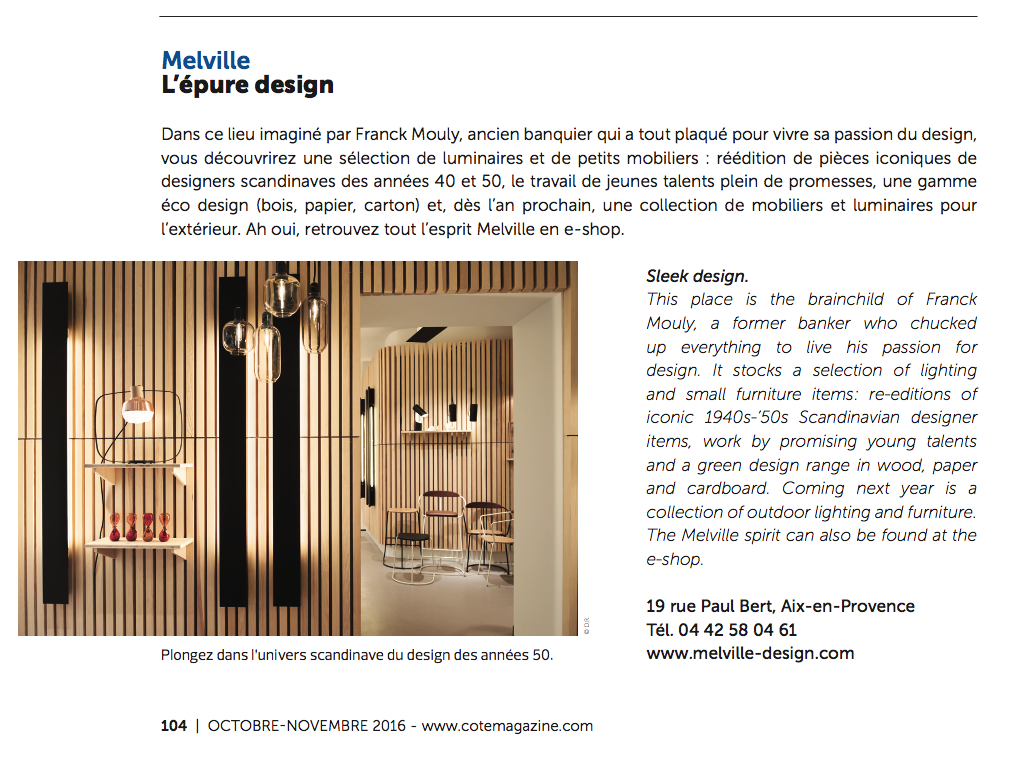 Melville
L'épure design
Dans ce lieu imaginé par Franck Mouly, ancien banquier qui a tout plaqué pour vivre sa passion du design,
vous découvrirez une sélection de luminaires et de petits mobiliers : réédition de pièces iconiques de
designers scandinaves des années 40 et 50, le travail de jeunes talents plein de promesses, une gamme
éco design (bois, papier, carton) et, dès l'an prochain, une collection de mobiliers et luminaires pour
l'extérieur. Ah oui, retrouvez tout l'esprit Melville en e-shop.
Sleek design.
This place is the brainchild of Franck
Mouly, a former banker who chucked
up everything to live his passion for
design. It stocks a selection of lighting
and small furniture items: re-editions of
iconic 1940s-'50s Scandinavian designer
items, work by promising young talents
and a green design range in wood, paper
and cardboard. Coming next year is a
collection of outdoor lighting and furniture.
The Melville spirit can also be found at the
e-shop.
19 rue Paul Bert, Aix-en-Provence
Tél. 04 42 58 04 61
www.melville-design.com
© D.R.
Plongez dans l'univers scandinave du design des années 50.
104 | OCTOBRE-NOVEMBRE 2016 - www.cotemagazine.com